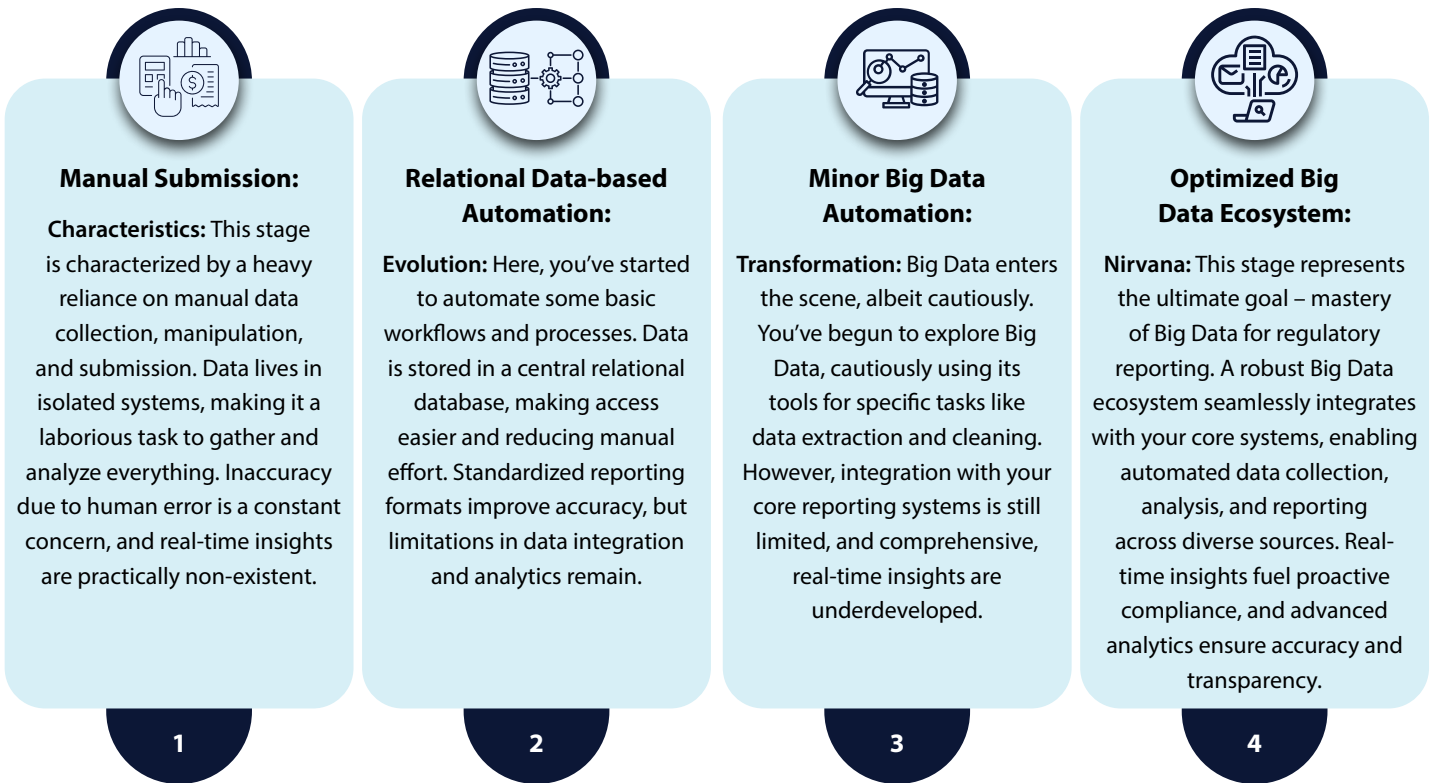 Manual Submission:
Characteristics: This stage
is characterized by a heavy
reliance on manual data
collection, manipulation,
and submission. Data lives in
isolated systems, making it a
laborious task to gather and
analyze everything. Inaccuracy
due to human error is a constant
concern, and real-time insights
are practically non-existent.
1
Relational Data-based
Automation:
Evolution: Here, you’ve started
to automate some basic
workflows and processes. Data
is stored in a central relational
database, making access
easier and reducing manual
effort. Standardized reporting
formats improve accuracy, but
limitations in data integration
and analytics remain.
2
Minor Big Data
Automation:
Transformation: Big Data enters
the scene, albeit cautiously.
You’ve begun to explore Big
Data, cautiously using its
tools for specific tasks like
data extraction and cleaning.
However, integration with your
core reporting systems is still
limited, and comprehensive,
real-time insights are
underdeveloped.
3
Optimized Big
Data Ecosystem:
Nirvana: This stage represents
the ultimate goal – mastery
of Big Data for regulatory
reporting. A robust Big Data
ecosystem seamlessly integrates
with your core systems, enabling
automated data collection,
analysis, and reporting
across diverse sources. Real-
time insights fuel proactive
compliance, and advanced
analytics ensure accuracy and
transparency.
4